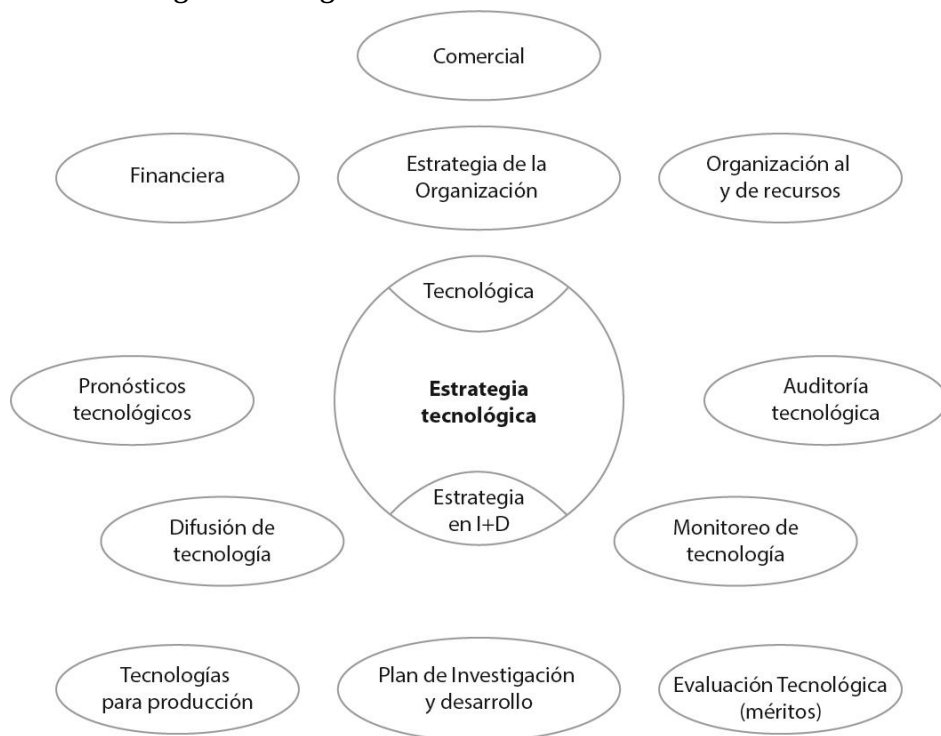 Comercial
Financiera
Estrategia de la
Organización
Organización al
y de recursos
Tecnológica
Pronósticos
tecnológicos
Estrategia
tecnológica
Auditoría
tecnológica
Estrategia
en I+D
Difusión de
tecnología
Monitoreo de
tecnología
Tecnologías
para producción
Plan de Investigación
y desarrollo
Evaluación Tecnológica
(méritos)